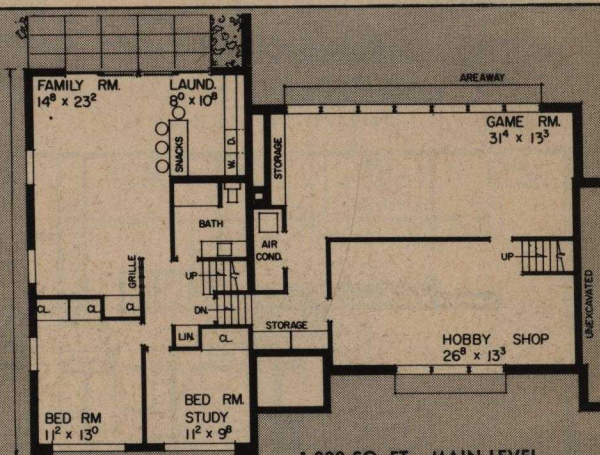 FAMILY RM.
14⁸ x 23²
LAUND.
8⁰ x 10⁸
AREAWAY
GAME RM.
31⁴ x 13³
SNACKS
W. D.
STORAGE
BATH
AIR
COND.
GRILLE
UP
UP
DN.
CL.
CL.
CL.
LIN.
CL.
STORAGE
HOBBY SHOP
26⁸ x 13³
UNEXCAVATED
BED RM
11² x 13⁰
BED RM.
STUDY
11² x 9⁸
SQ. FT. MAIN LEVEL